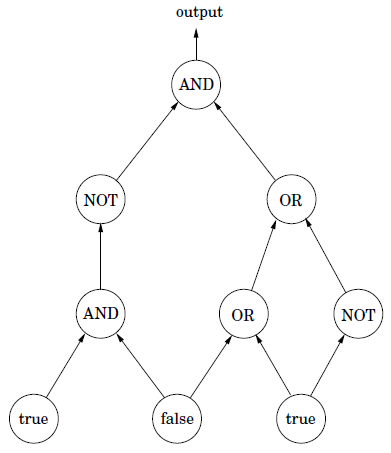 output
AND
NOT OR
AND OR NOT
true false true